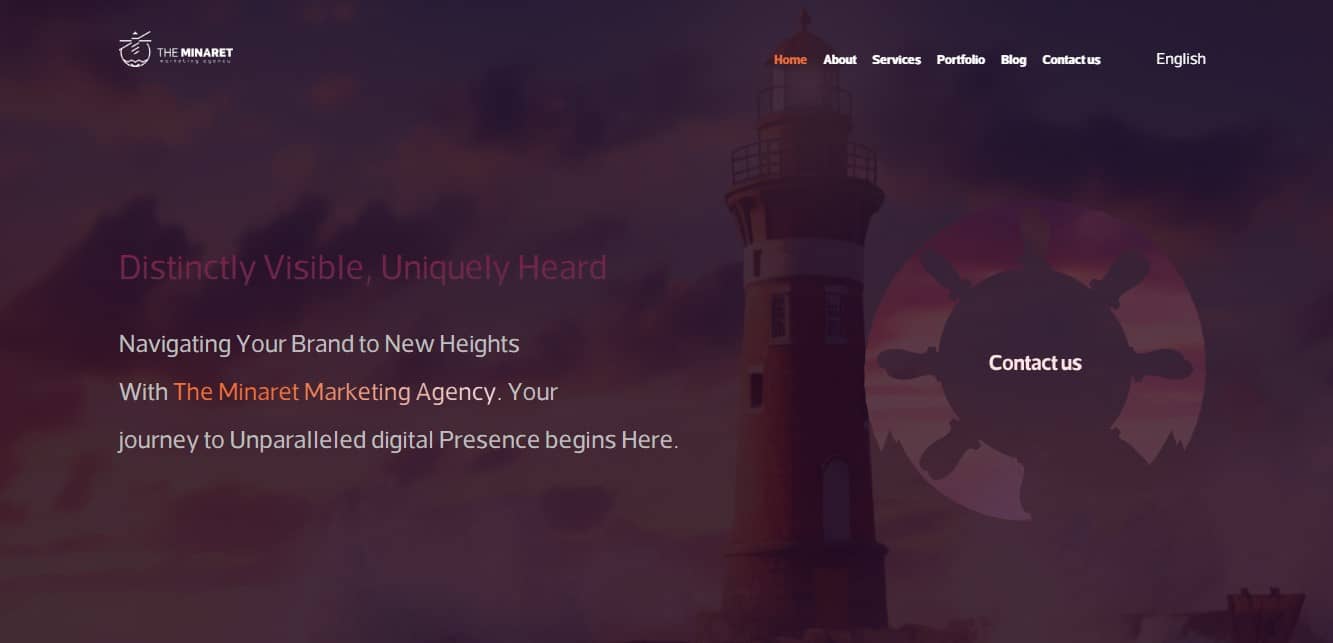 THE MINARET
marketing agency
Home About Services Portfolio Blog Contact us English
Distinctly Visible, Uniquely Heard
Navigating Your Brand to New Heights
With The Minaret Marketing Agency. Your
journey to Unparalleled digital Presence begins Here.
Contact us